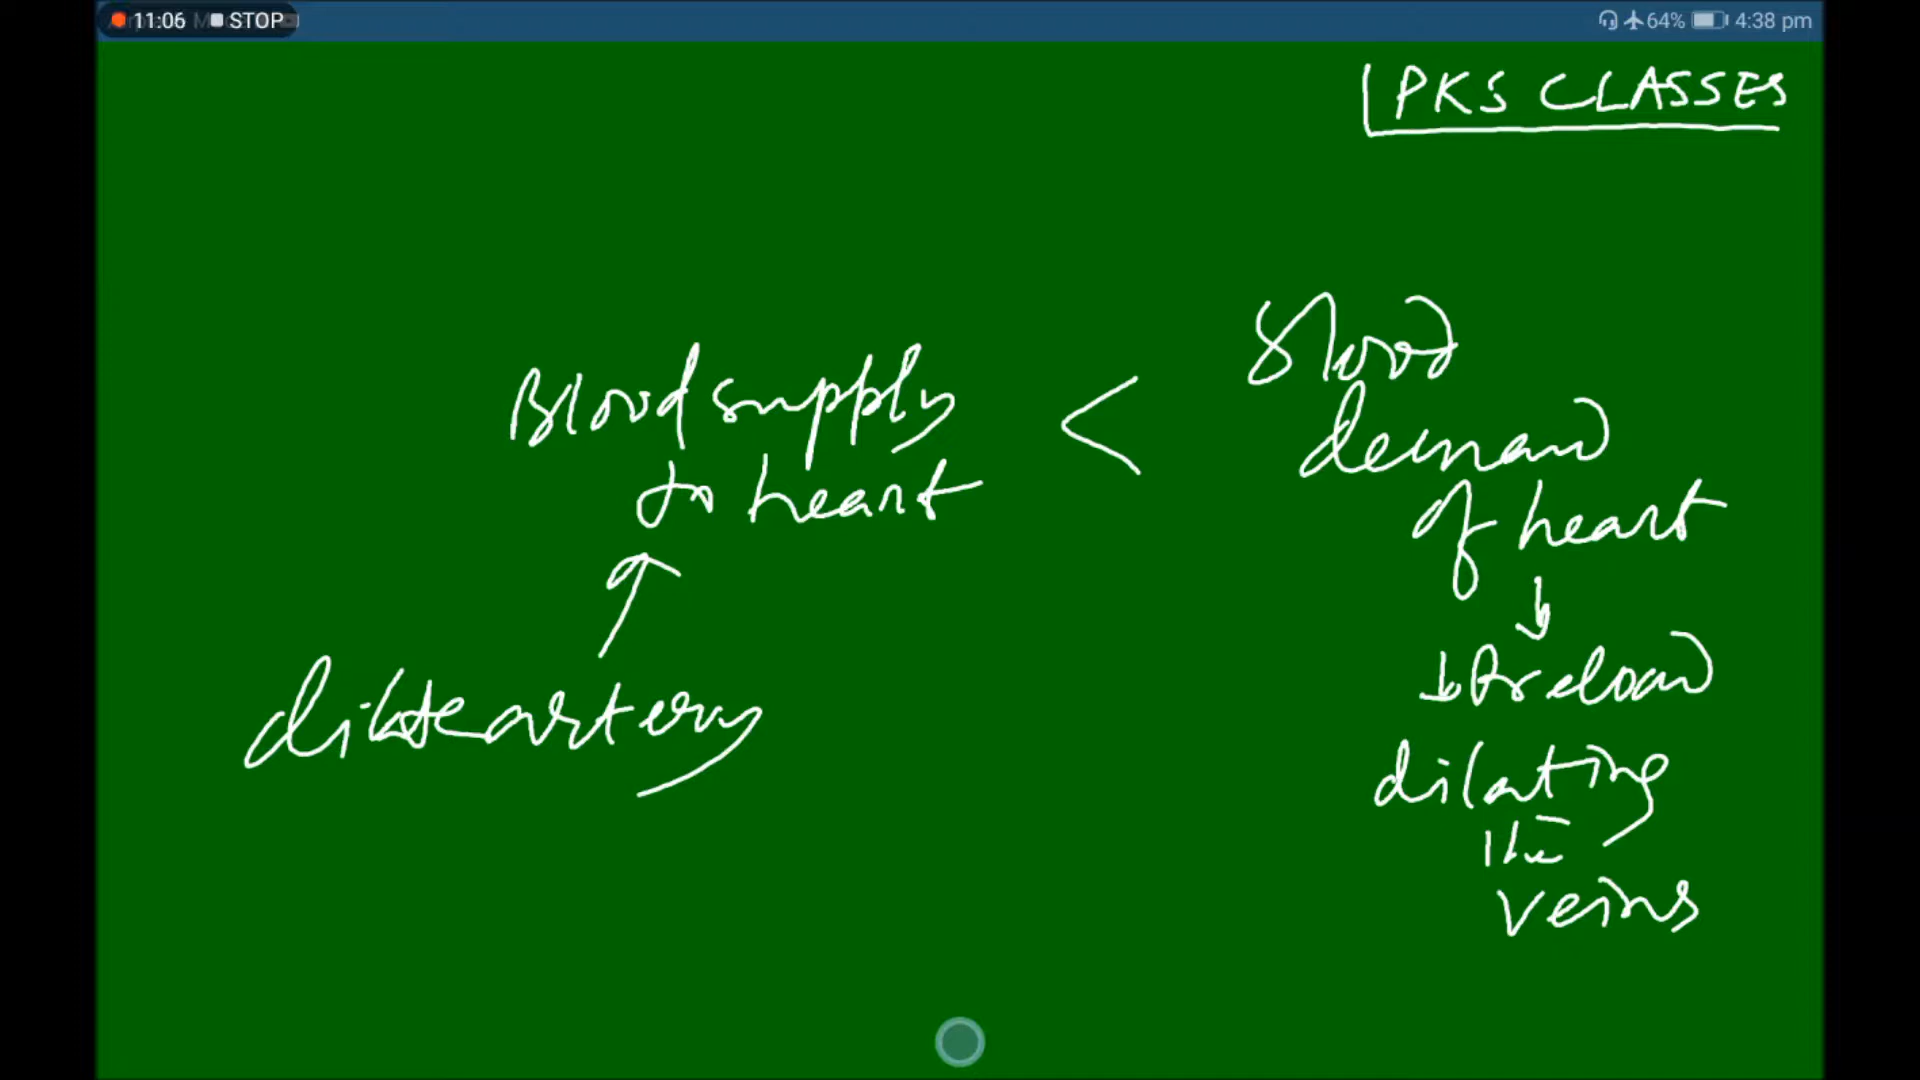 11:06 STOP
64% 4:38 pm
PKS CLASSES
Blood supply
to heart
<
Blood
demand
of heart
↓
↓ Preload
dilating
the
veins
↑
dilate artery